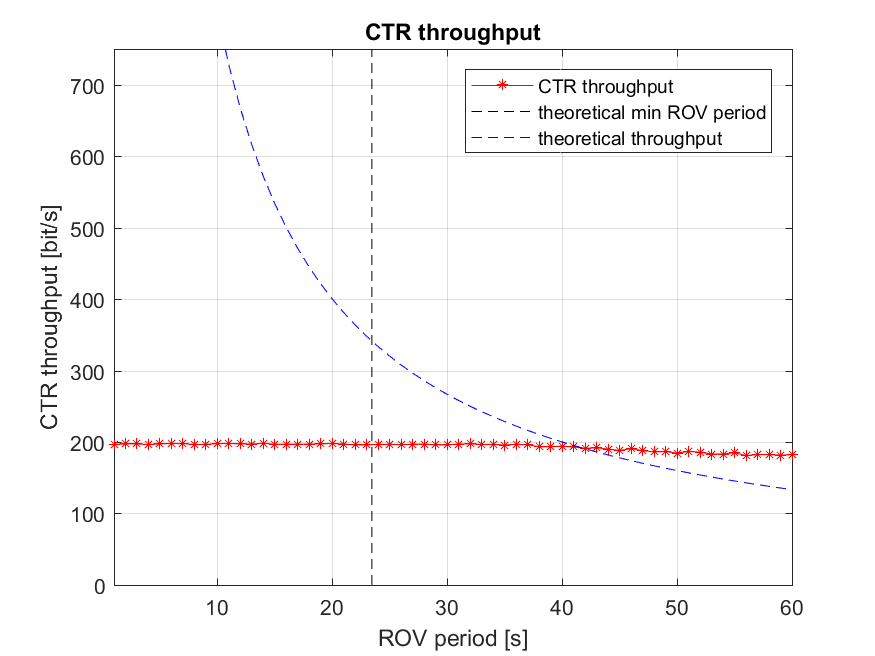 CTR throughput
CTR throughput
theoretical min ROV period
theoretical throughput
CTR throughput [bit/s]
700
600
500
400
300
200
100
0
10 20 30 40 50 60
ROV period [s]